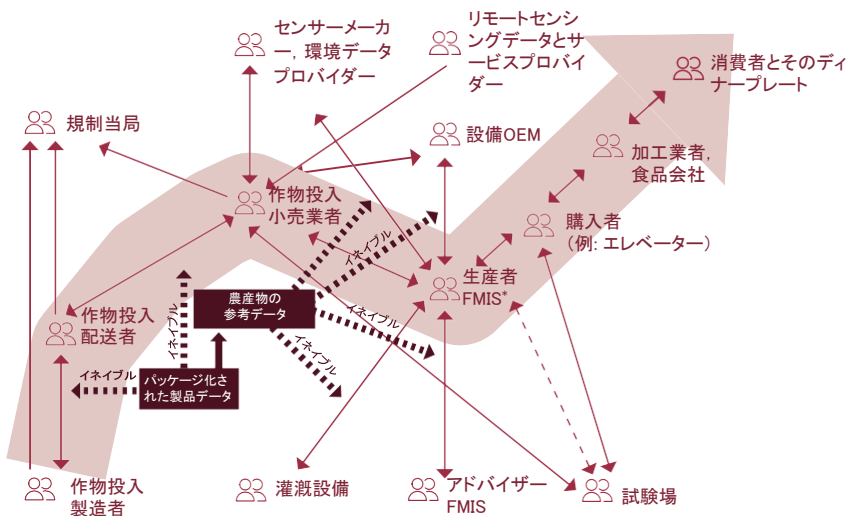 センサーメーカ
ー，環境データ
プロバイダー
リモートセンシ
ングデータとサ
ービスプロバイ
ダー
消費者とそのディ
ナープレート
規制当局
設備OEM
加工業者，
食品会社
作物投入
小売業者
購入者
（例: エレベーター）
イネイブル
イネイブル
生産者
FMIS*
農産物の
参考データ
作物投入
配送者
イネイブル
イネイブル
イネイブル
イネイブル
パッケージ化さ
れた製品データ
作物投入
製造者
灌漑設備
アドバイザー
FMIS
試験場